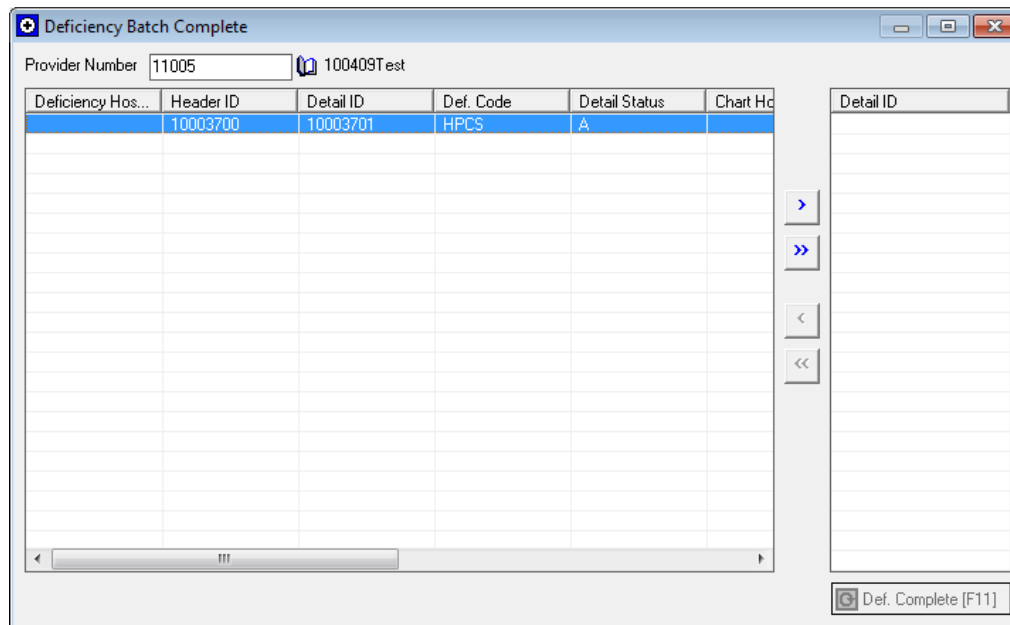 Deficiency Batch Complete
Provider Number 11005 100409Test
Deficiency Hos... Header ID Detail ID Def. Code Detail Status Chart Ho Detail ID
10003700 10003701 HPCS A
>
>>
<
<<
Def. Complete [F11]